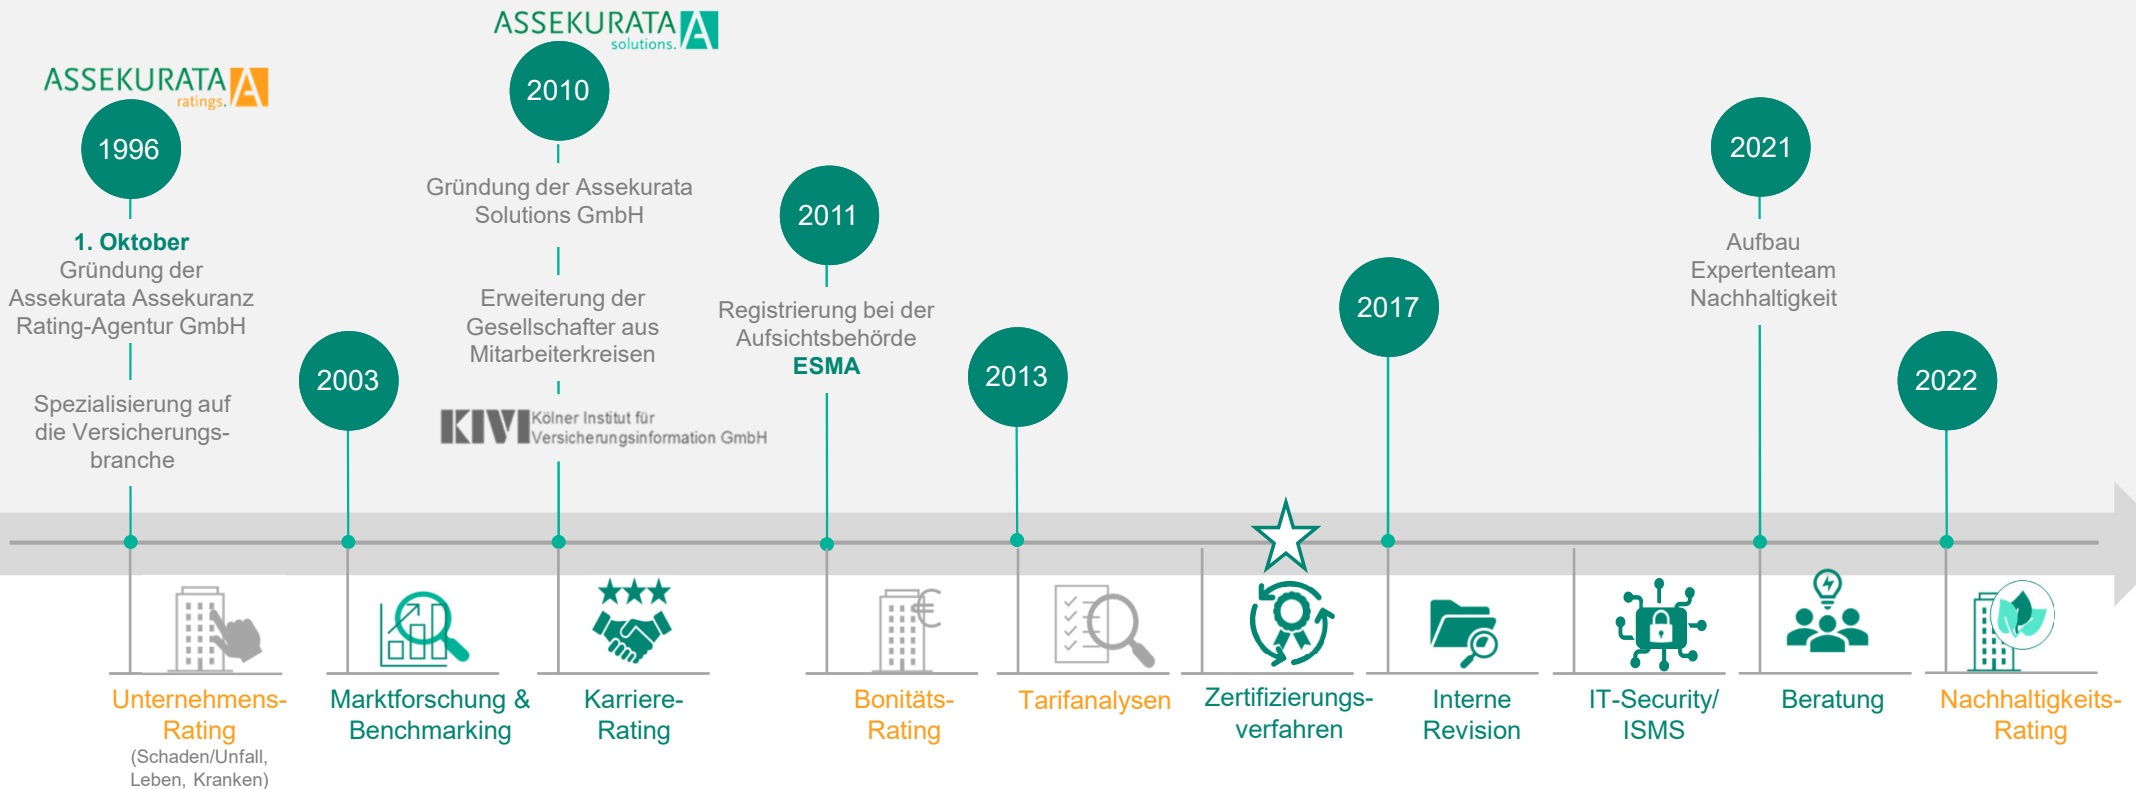 ASSEKURATA
ratings.
1996
1. Oktober
Gründung der
Assekurata Assekuranz
Rating-Agentur GmbH
Spezialisierung auf
die Versicherungs-
branche
2003
ASSEKURATA
solutions.
2010
Gründung der Assekurata
Solutions GmbH
Erweiterung der
Gesellschafter aus
Mitarbeiterkreisen
KIVI Kölner Institut für
Versicherungsinformation GmbH
2011
Registrierung bei der
Aufsichtsbehörde
ESMA
2013
2017
2021
Aufbau
Expertenteam
Nachhaltigkeit
2022
Unternehmens-
Rating
(Schaden/Unfall,
Leben, Kranken)
Marktforschung &
Benchmarking
Karriere-
Rating
Bonitäts-
Rating
Tarifanalysen
Zertifizierungs-
verfahren
Interne
Revision
IT-Security/
ISMS
Beratung
Nachhaltigkeits-
Rating